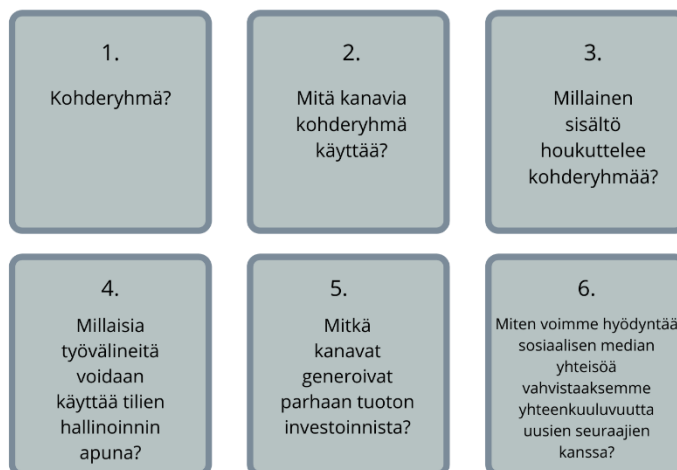 1.
Kohderyhmä?
2.
Mitä kanavia
kohderyhmä
käyttää?
3.
Millainen
sisältö
houkuttelee
kohderyhmää?
4.
Millaisia
työvälineitä
voidaan
käyttää tilien
hallinoinnin
apuna?
5.
Mitkä
kanavat
generoivat
parhaan tuoton
investoinnista?
6.
Miten voimme hyödyntää
sosiaalisen median
yhteisöä
vahvistaaksemme
yhteenkuuluvuutta
uusien seuraajien
kanssa?